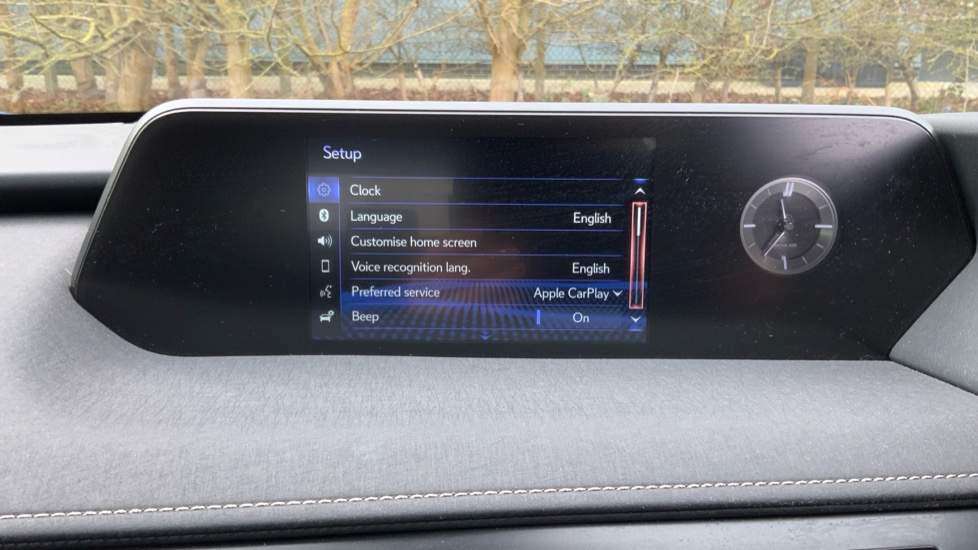 Setup
Clock
Language English
Customise home screen
Voice recognition lang. English
Preferred service Apple CarPlay
Beep On